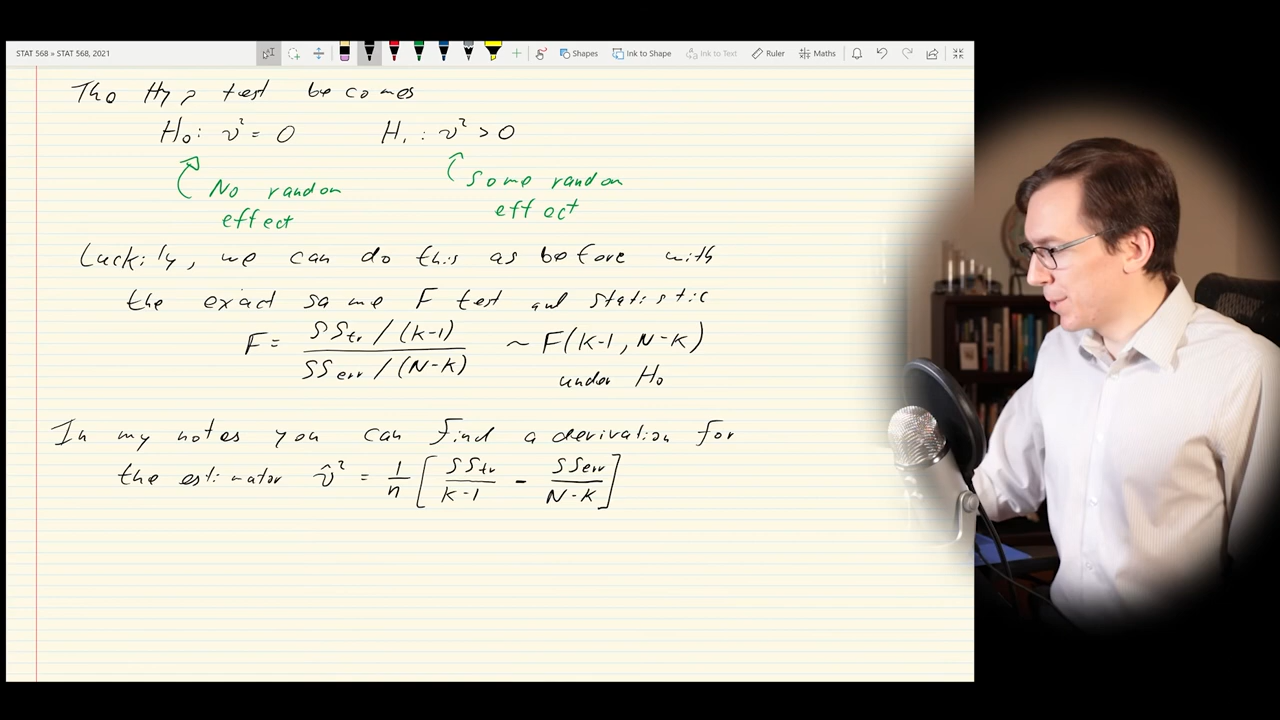 STAT 568 » STAT 568, 2021
Shapes Ink to Shape Ink to Text Ruler Maths
The Hyp test becomes
H₀: ν² = 0 H₁: ν² > 0
No random
effect
Some random
effect
Luckily, we can do this as before with
the exact same F test and statistic
F = SS_tr / (k-1) / SS_err / (N-k) ~ F(k-1, N-k)
under H₀
In my notes you can find a derivation for
the estimator ν̂² = 1/n [ SS_tr / k-1 - SS_err / N-k ]